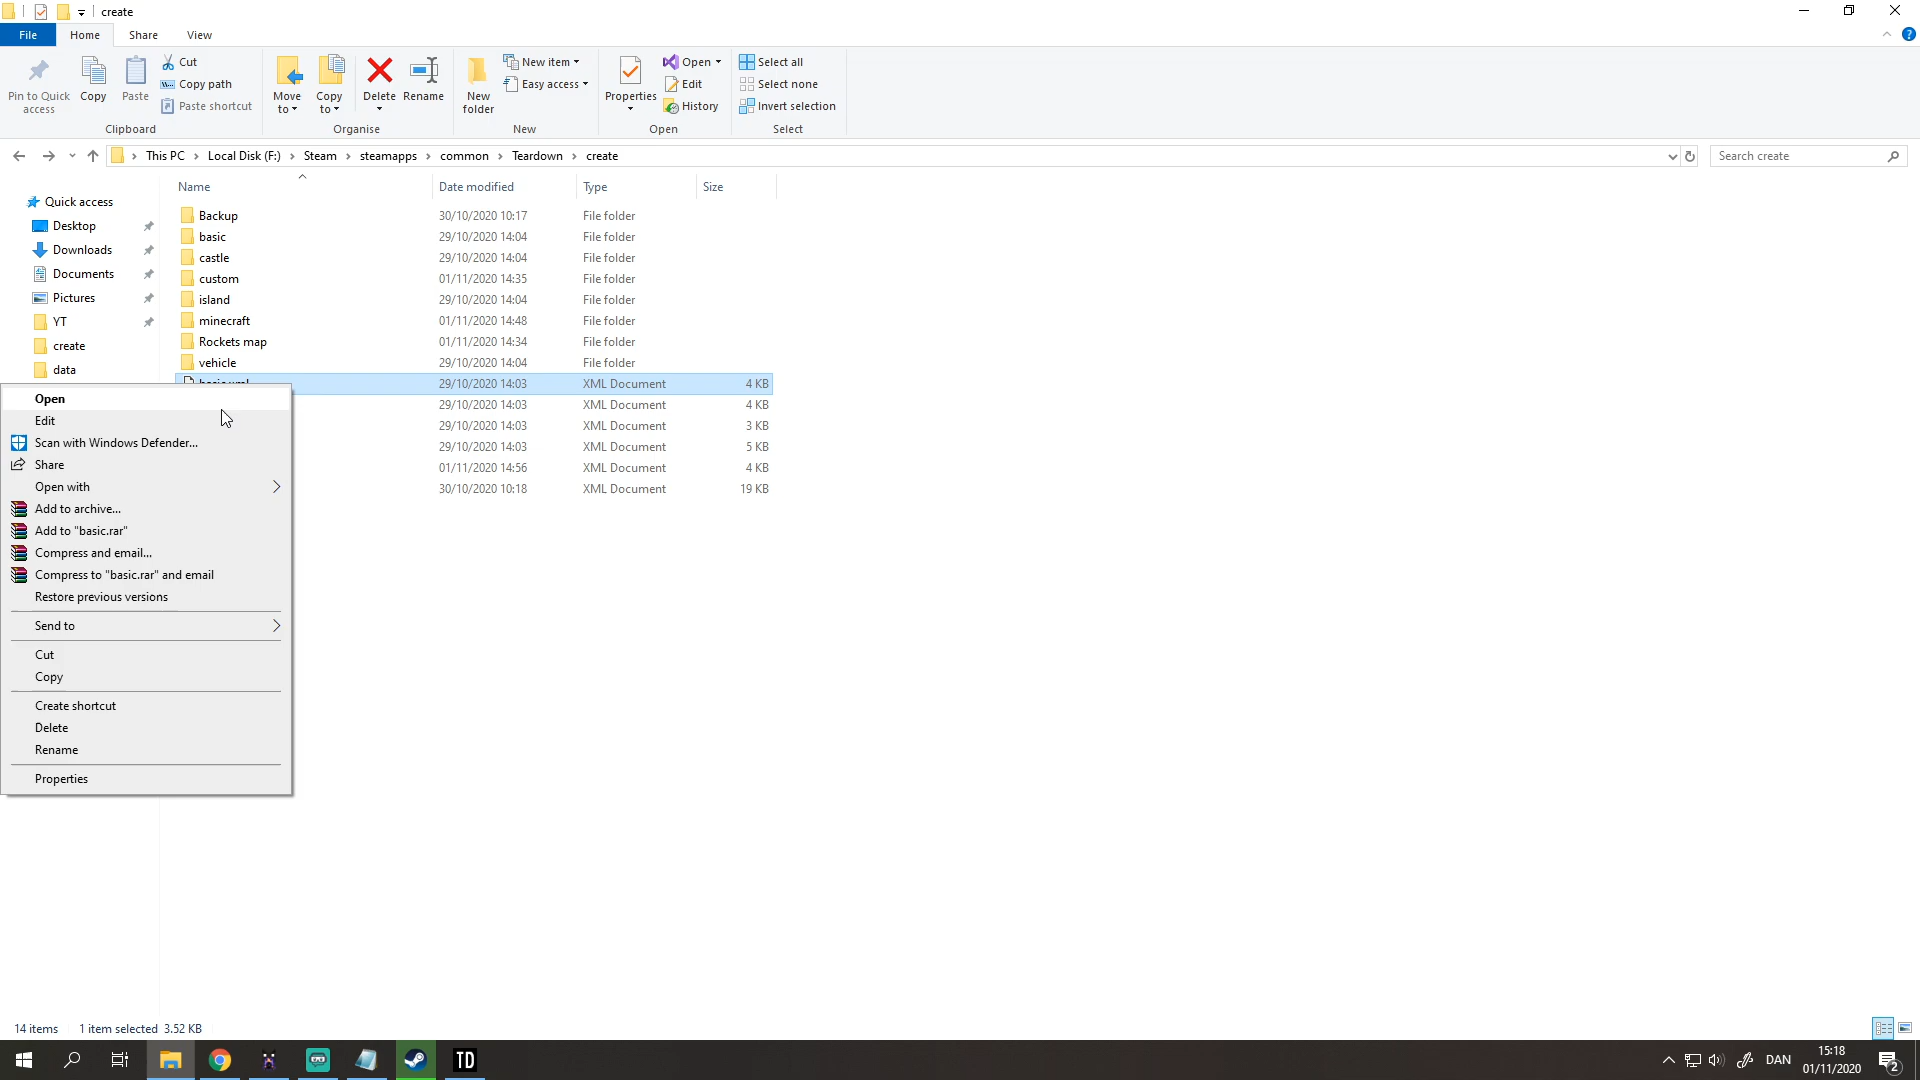 create
File
Home
Share
View
Pin to Quick access
Copy
Paste
Cut
Copy path
Paste shortcut
Clipboard
Move to
Copy to
Delete
Rename
Organise
New folder
New item
Easy access
New
Properties
Open
Edit
History
Open
Select all
Select none
Invert selection
Select
This PC > Local Disk (F:) > Steam > steamapps > common > Teardown > create
Search create
Name Date modified Type Size
Quick access
Desktop
Downloads
Documents
Pictures
YT
create
data
Backup 30/10/2020 10:17 File folder
basic 29/10/2020 14:04 File folder
castle 29/10/2020 14:04 File folder
custom 01/11/2020 14:35 File folder
island 29/10/2020 14:04 File folder
minecraft 01/11/2020 14:48 File folder
Rockets map 01/11/2020 14:34 File folder
vehicle 29/10/2020 14:04 File folder
basic.xml 29/10/2020 14:03 XML Document 4 KB
29/10/2020 14:03 XML Document 4 KB
29/10/2020 14:03 XML Document 3 KB
29/10/2020 14:03 XML Document 5 KB
01/11/2020 14:56 XML Document 4 KB
30/10/2020 10:18 XML Document 19 KB
Open
Edit
Scan with Windows Defender...
Share
Open with
Add to archive...
Add to "basic.rar"
Compress and email...
Compress to "basic.rar" and email
Restore previous versions
Send to
Cut
Copy
Create shortcut
Delete
Rename
Properties
14 items 1 item selected 3.52 KB
TD
DAN
15:18
01/11/2020
2